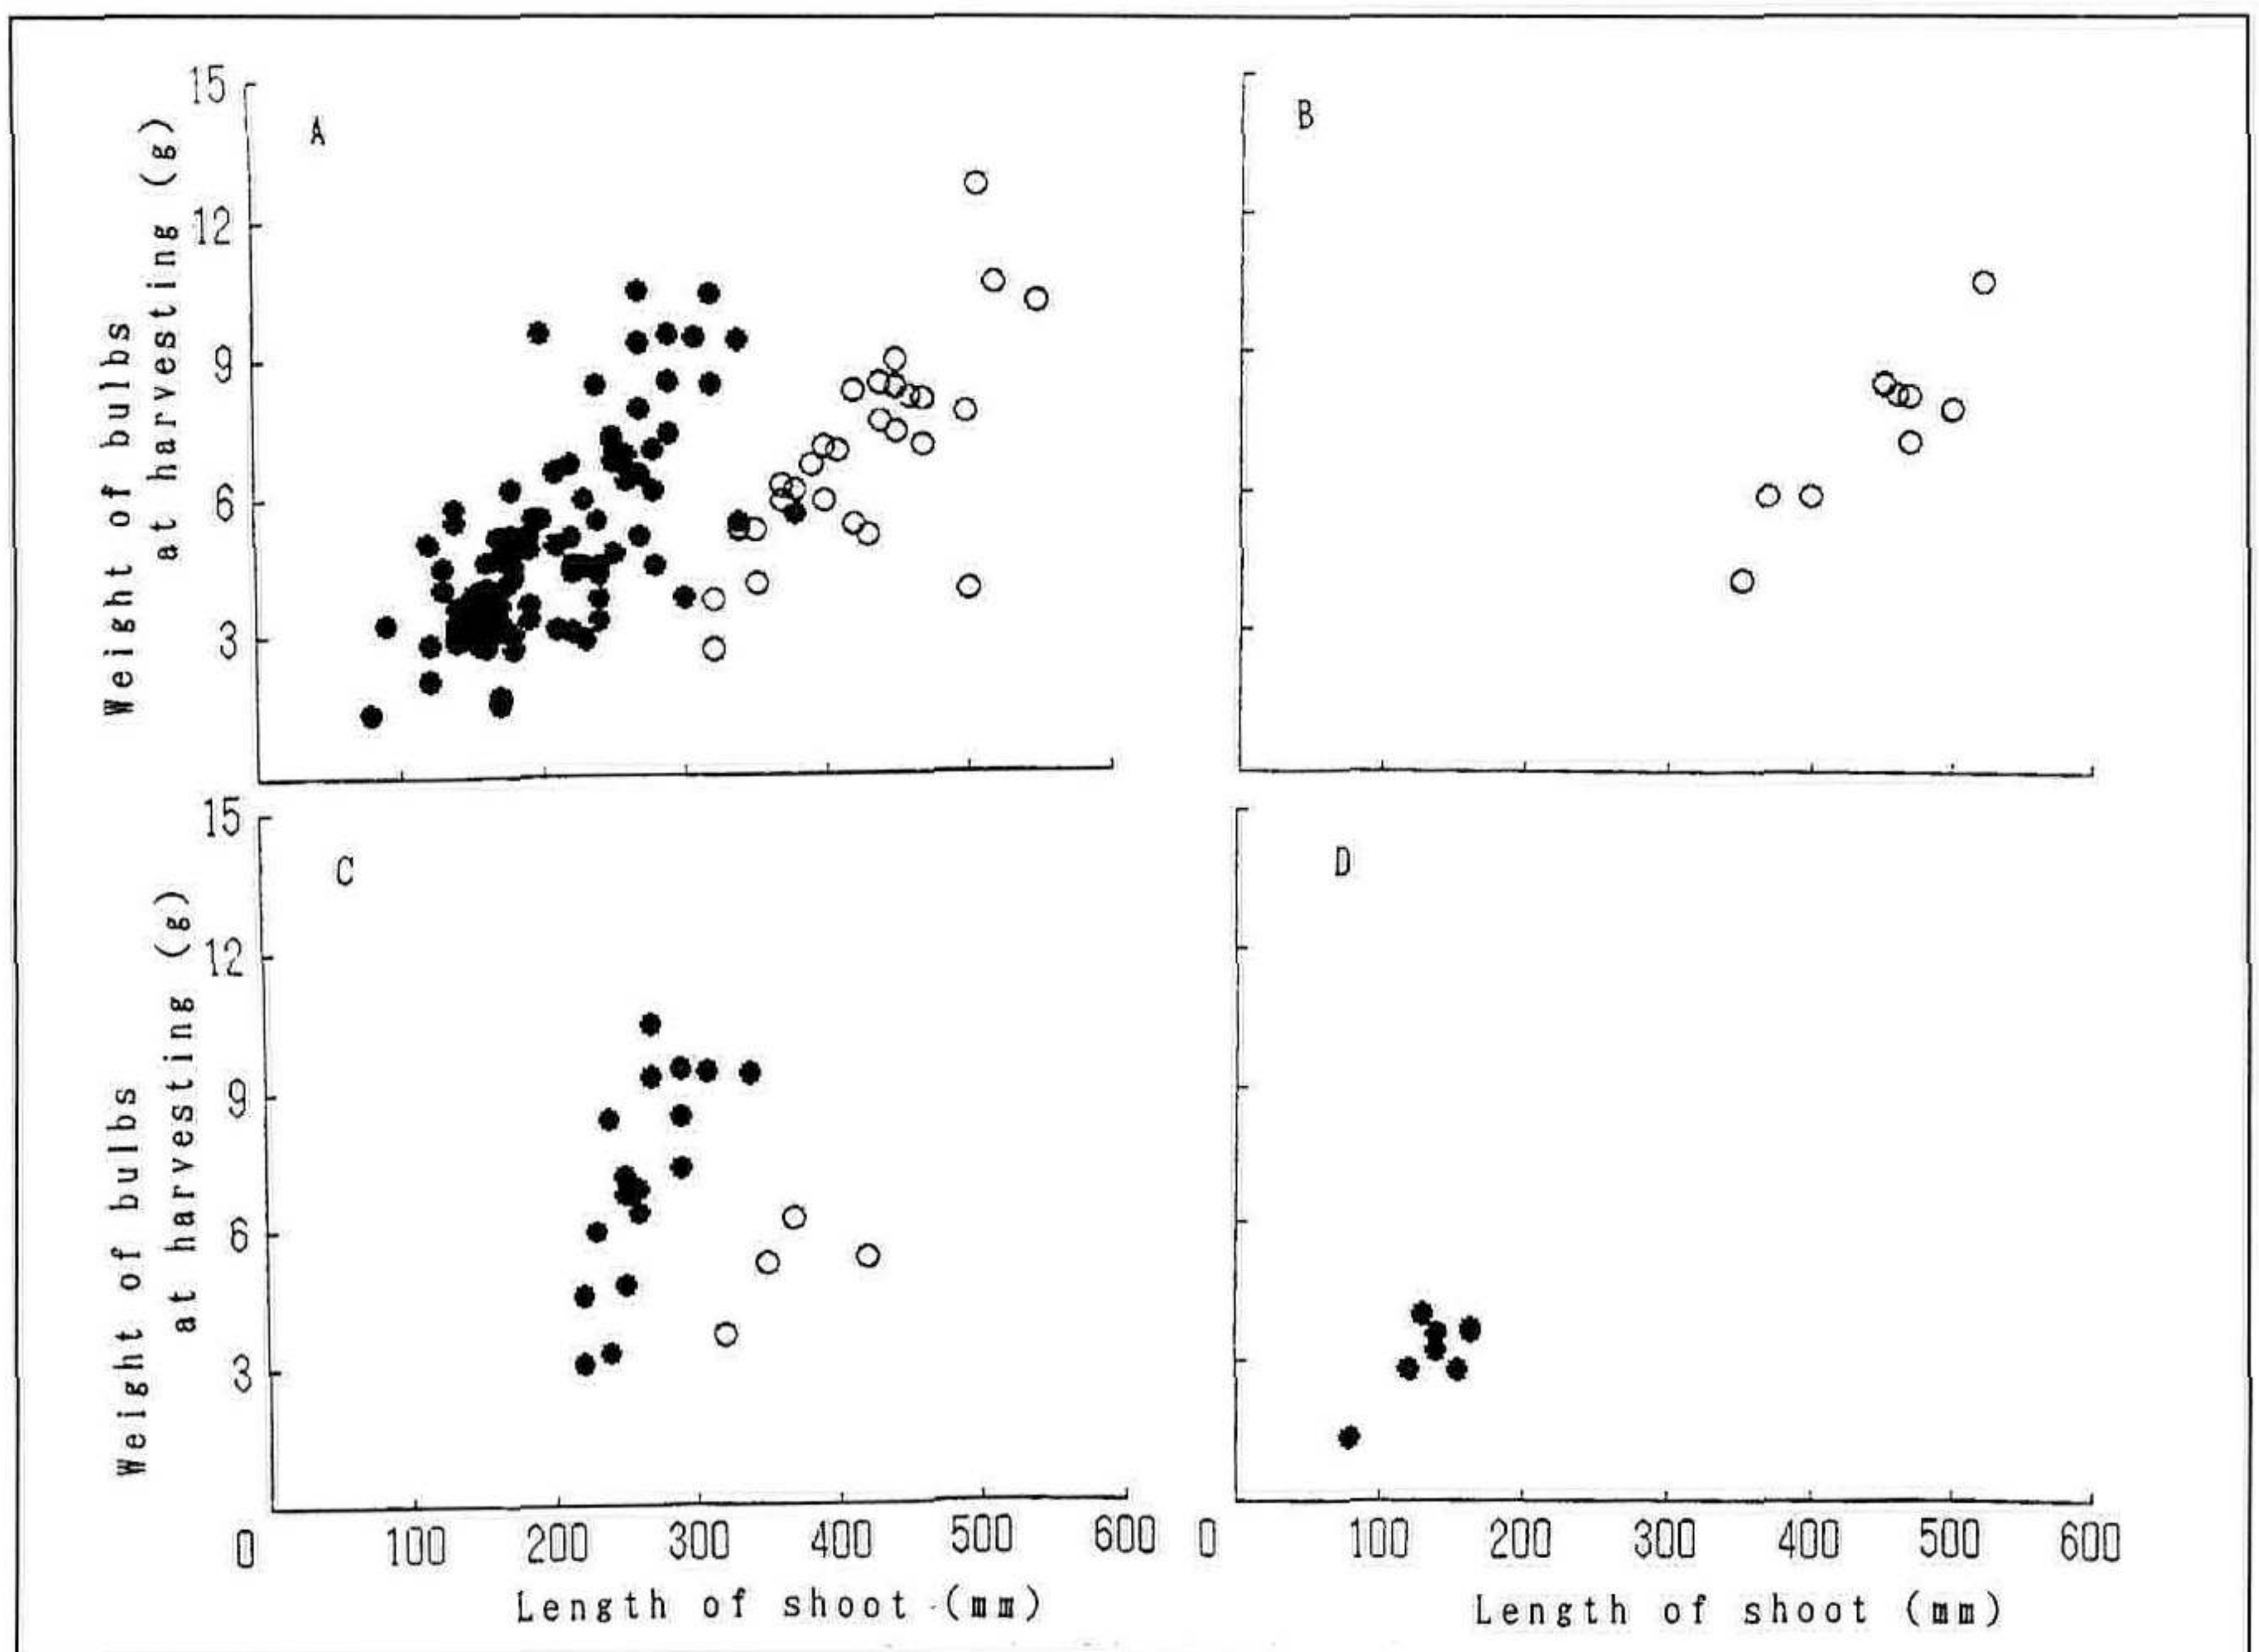 15
A
B
12
9
6
3
Weight of bulbs
at harvesting (g)
15
C
D
12
9
6
3
Weight of bulbs
at harvesting (g)
0 100 200 300 400 500 600
0 100 200 300 400 500 600
Length of shoot (mm)
Length of shoot (mm)